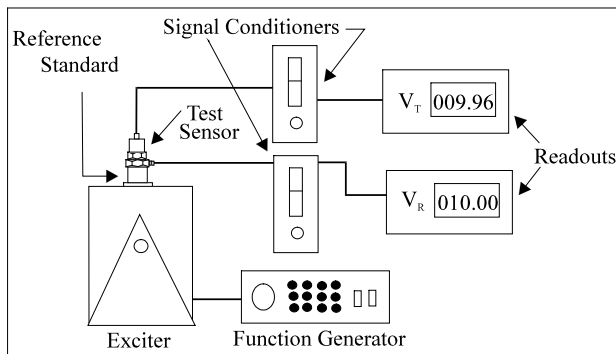 Signal Conditioners
Reference
Standard
Test
Sensor
V_T 009.96
Readouts
V_R 010.00
Exciter
Function Generator